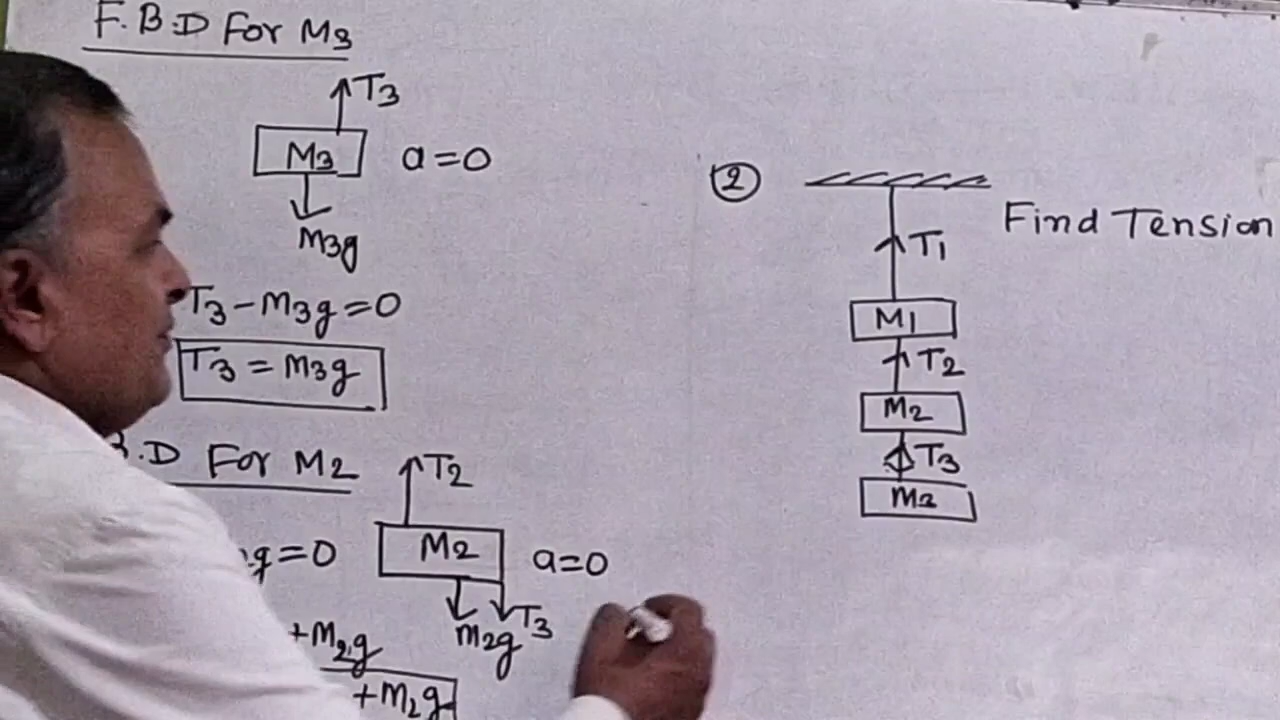 F.B.D For M3
T3
M3 a=0
M3g
T3-M3g=0
T3=M3g
.D For M2
T2
g=0 M2 a=0
M2g T3
+M2g
+M2g
2
Find Tension
T1
M1
T2
M2
T3
M3